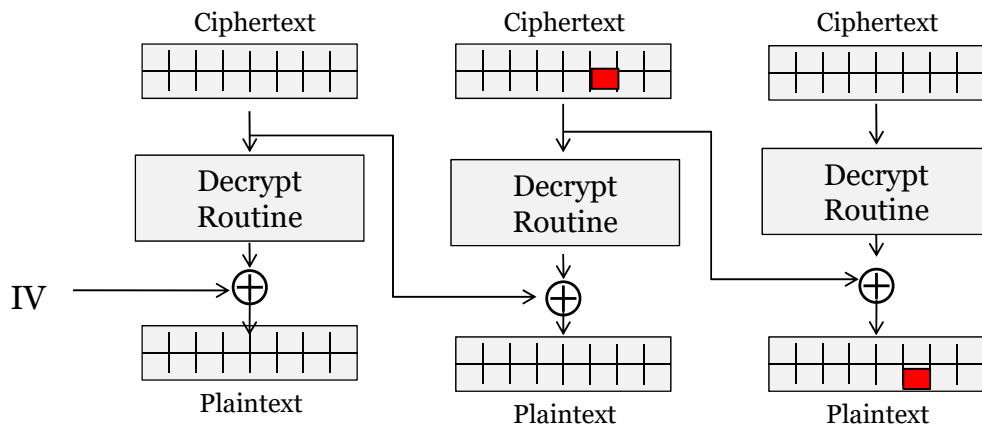 Ciphertext
Ciphertext
Ciphertext
Decrypt
Routine
Decrypt
Routine
Decrypt
Routine
IV
Plaintext
Plaintext
Plaintext